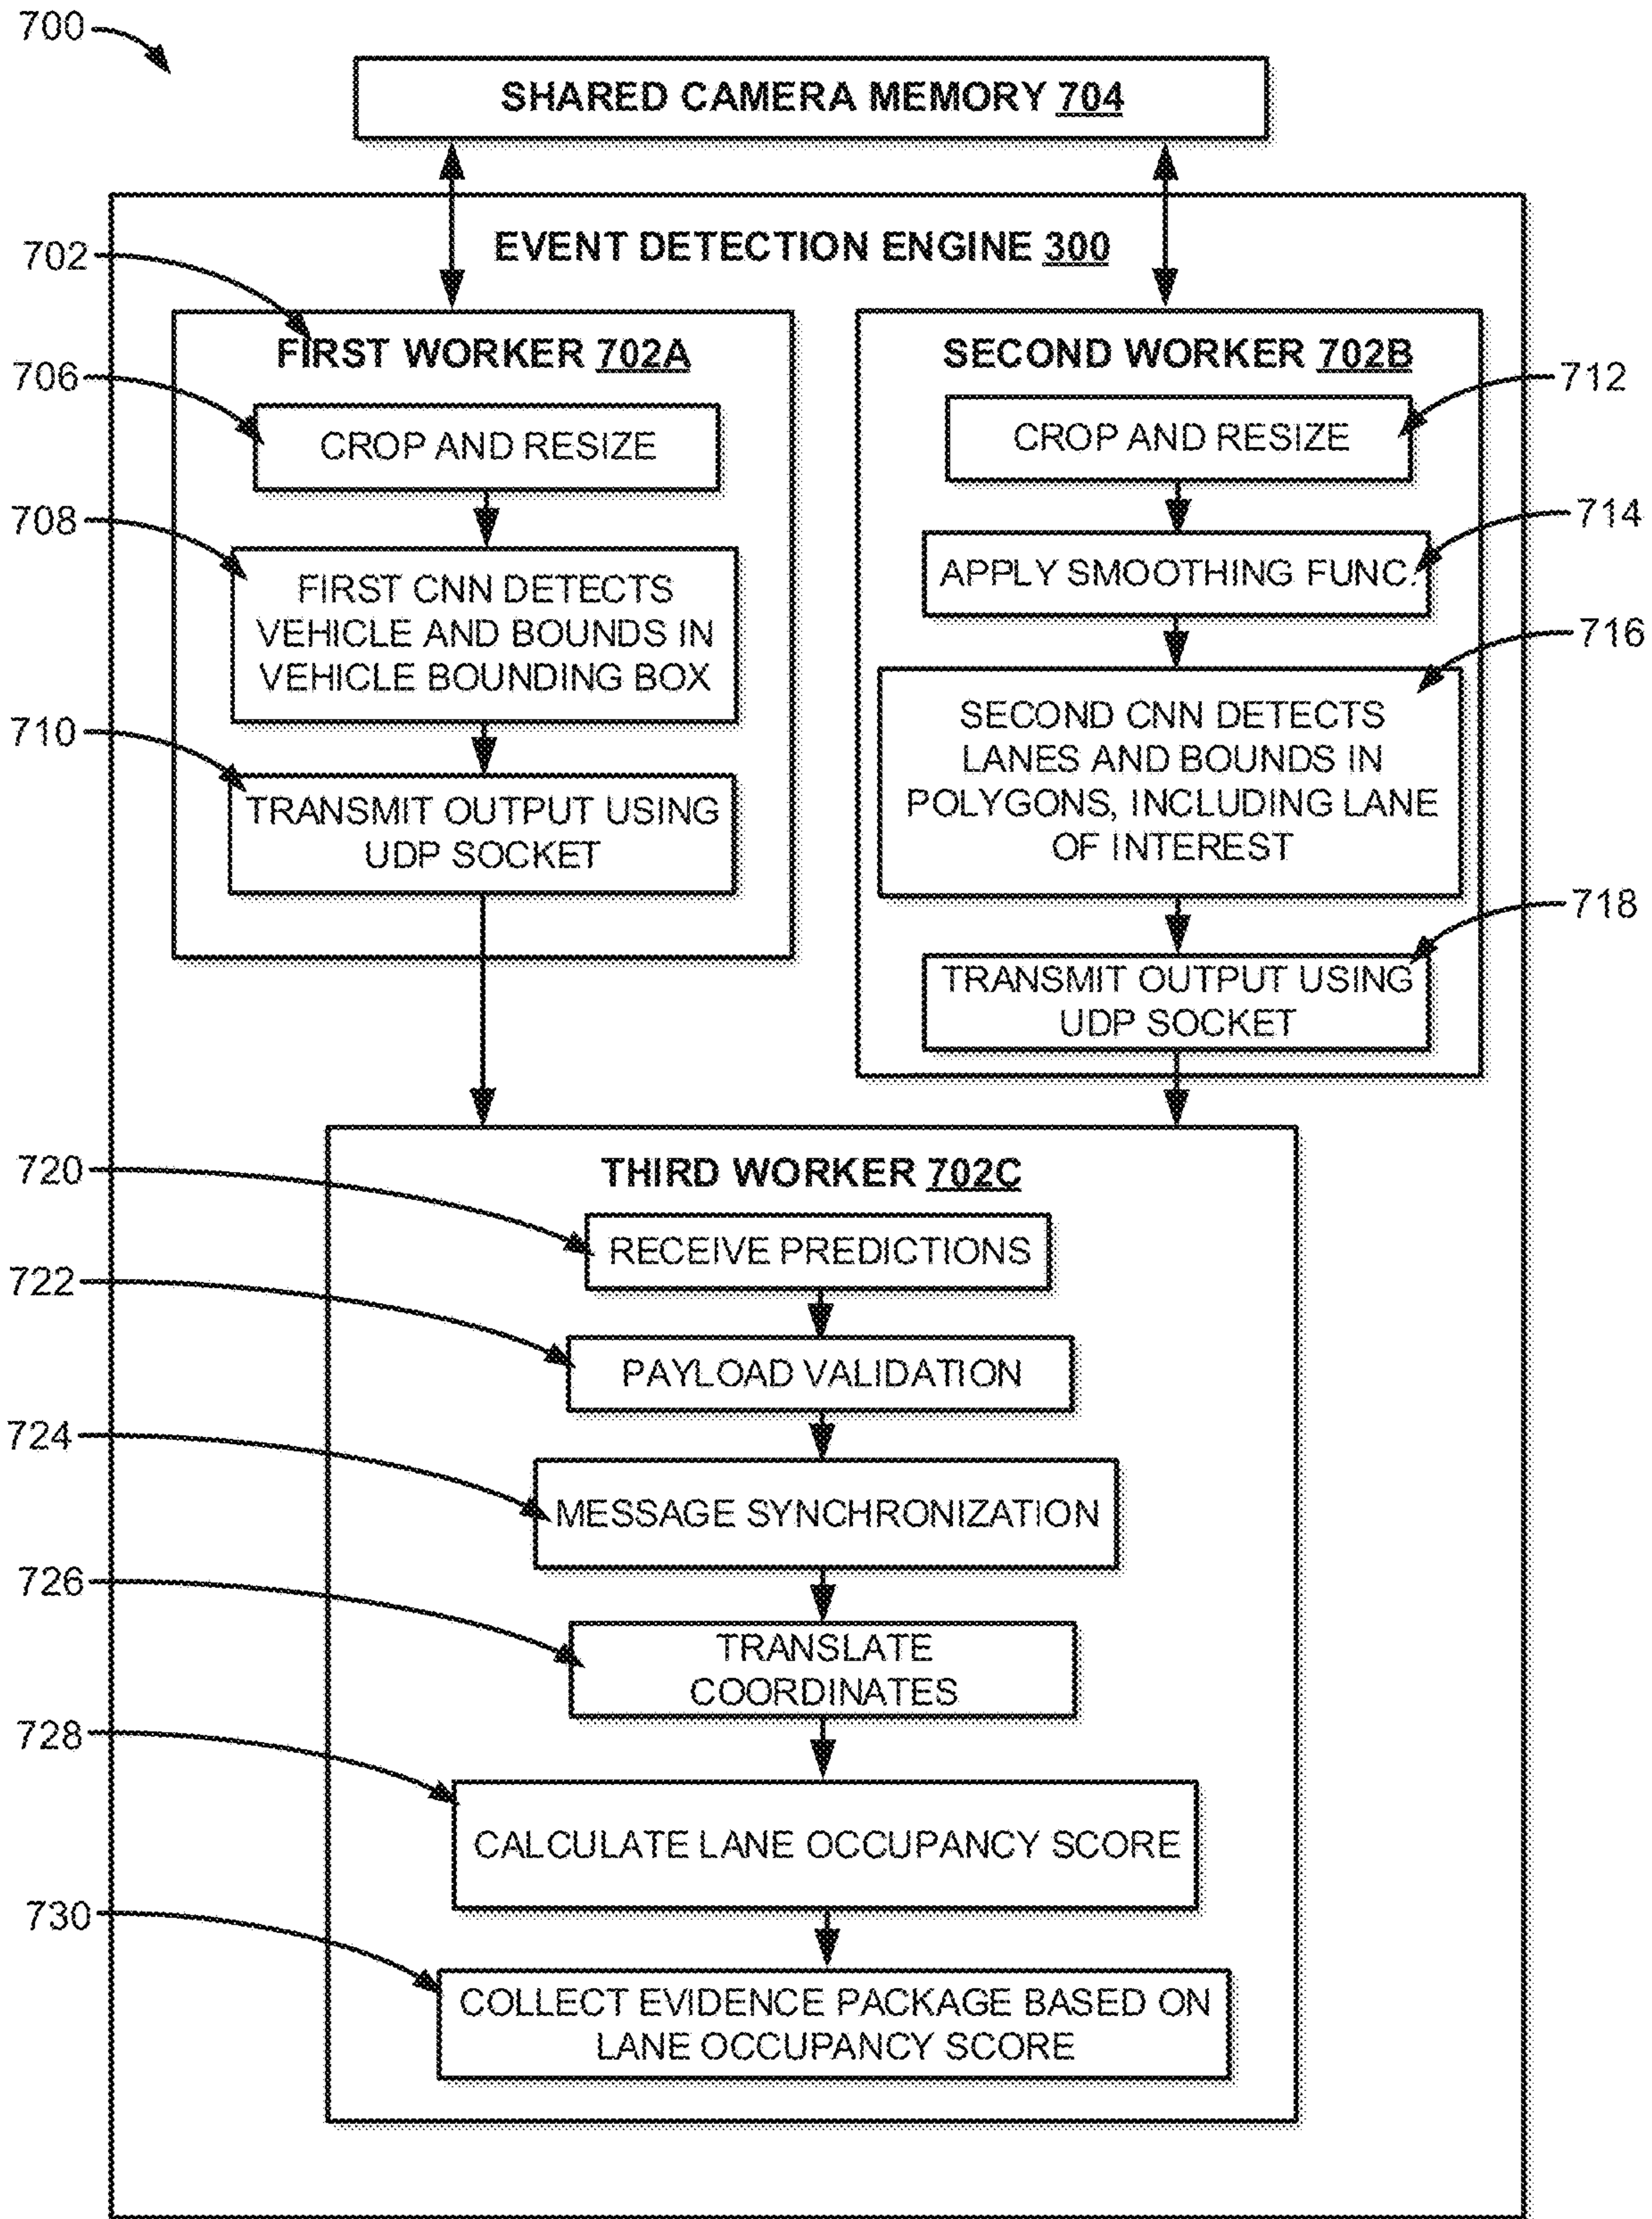 700
SHARED CAMERA MEMORY 704
EVENT DETECTION ENGINE 300
702
FIRST WORKER 702A
706
CROP AND RESIZE
708
FIRST CNN DETECTS
VEHICLE AND BOUNDS IN
VEHICLE BOUNDING BOX
710
TRANSMIT OUTPUT USING
UDP SOCKET
SECOND WORKER 702B
712
CROP AND RESIZE
714
APPLY SMOOTHING FUNC.
716
SECOND CNN DETECTS
LANES AND BOUNDS IN
POLYGONS, INCLUDING LANE
OF INTEREST
718
TRANSMIT OUTPUT USING
UDP SOCKET
THIRD WORKER 702C
720
RECEIVE PREDICTIONS
722
PAYLOAD VALIDATION
724
MESSAGE SYNCHRONIZATION
726
TRANSLATE
COORDINATES
728
CALCULATE LANE OCCUPANCY SCORE
730
COLLECT EVIDENCE PACKAGE BASED ON
LANE OCCUPANCY SCORE